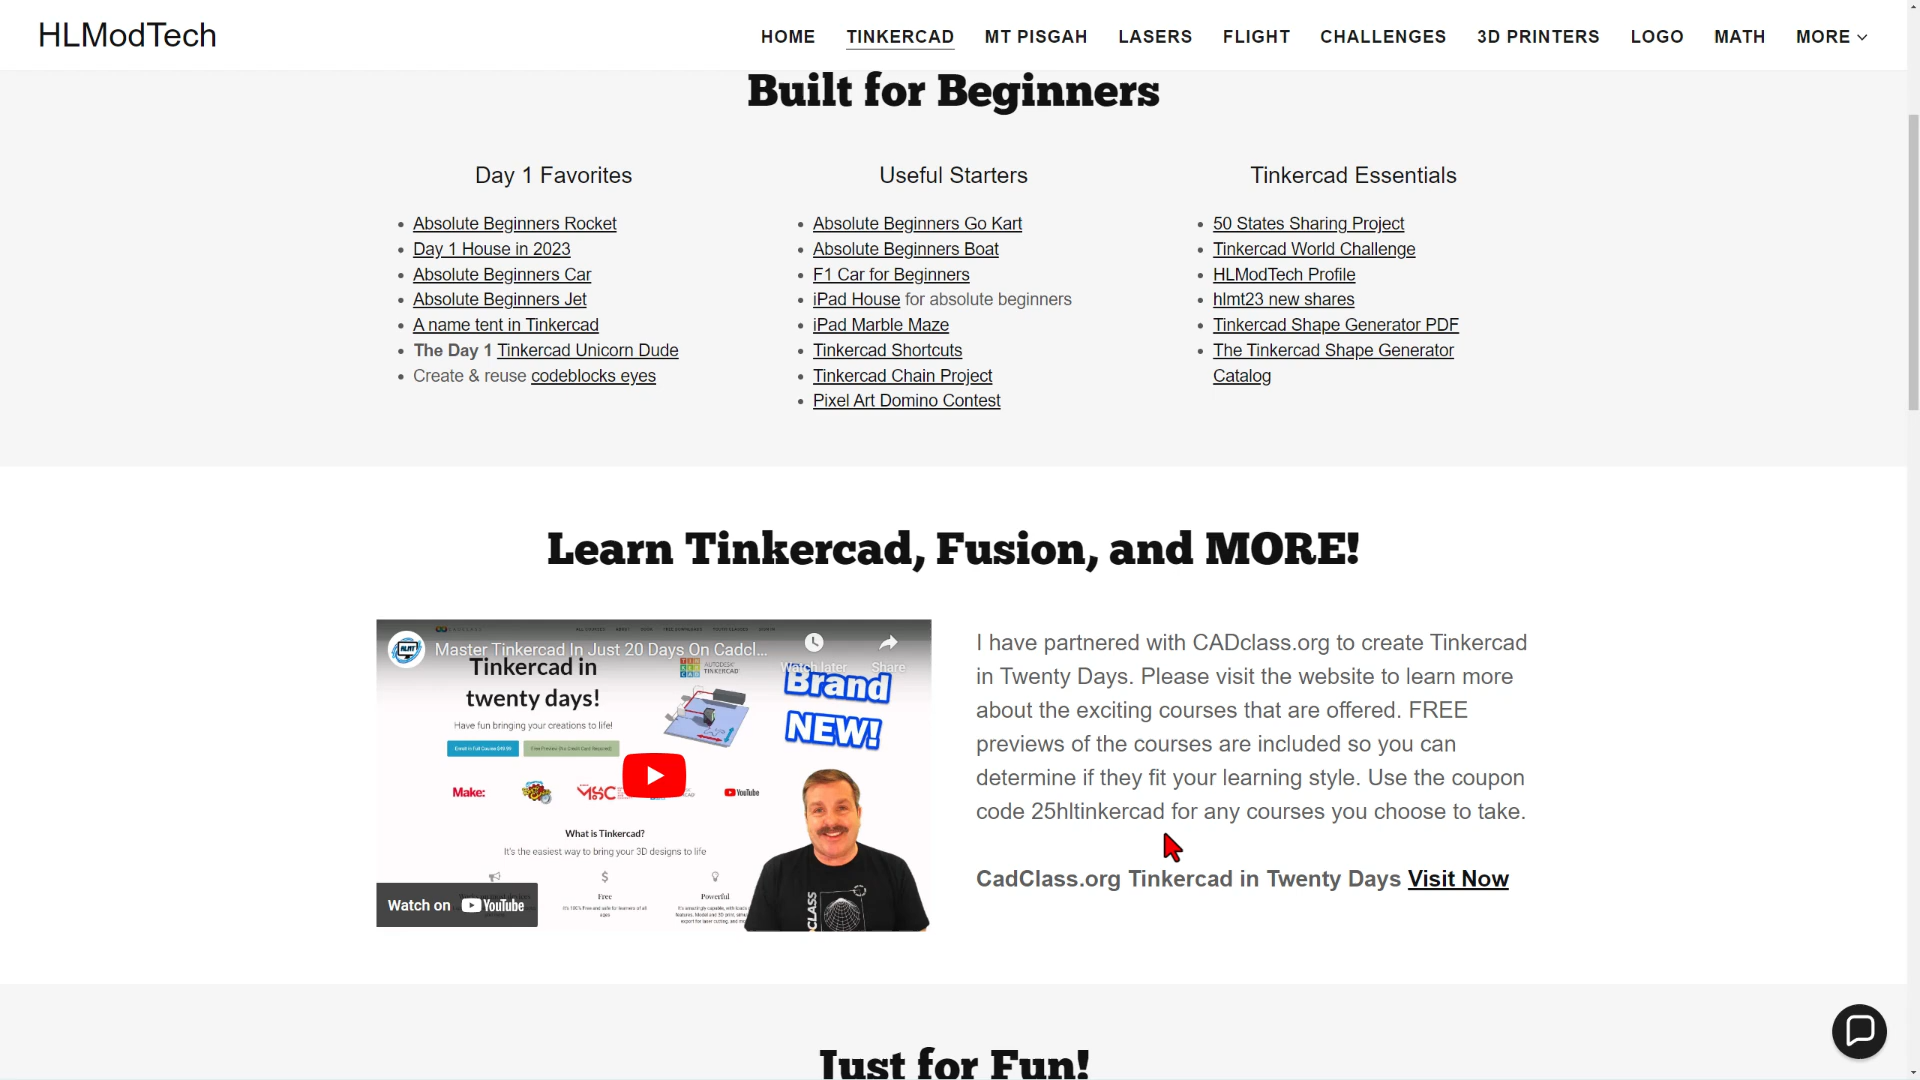 HLModTech
HOME TINKERCAD MT PISGAH LASERS FLIGHT CHALLENGES 3D PRINTERS LOGO MATH MORE
Built for Beginners
Day 1 Favorites
Absolute Beginners Rocket
Day 1 House in 2023
Absolute Beginners Car
Absolute Beginners Jet
A name tent in Tinkercad
The Day 1 Tinkercad Unicorn Dude
Create & reuse codeblocks eyes
Useful Starters
Absolute Beginners Go Kart
Absolute Beginners Boat
F1 Car for Beginners
iPad House for absolute beginners
iPad Marble Maze
Tinkercad Shortcuts
Tinkercad Chain Project
Pixel Art Domino Contest
Tinkercad Essentials
50 States Sharing Project
Tinkercad World Challenge
HLModTech Profile
hlmt23 new shares
Tinkercad Shape Generator PDF
The Tinkercad Shape Generator
Catalog
Learn Tinkercad, Fusion, and MORE!
Master Tinkercad In Just 20 Days On Cadcl...
Watch later Share
Tinkercad in
twenty days!
Have fun bringing your creations to life!
AUTODESK
TINKERCAD
Brand
NEW!
Make:
YouTube
What is Tinkercad?
It's the easiest way to bring your 3D designs to life
Free
Powerful
CLASS
Watch on YouTube
I have partnered with CADclass.org to create Tinkercad
in Twenty Days. Please visit the website to learn more
about the exciting courses that are offered. FREE
previews of the courses are included so you can
determine if they fit your learning style. Use the coupon
code 25hltinkercad for any courses you choose to take.
CadClass.org Tinkercad in Twenty Days Visit Now
Just for Fun!